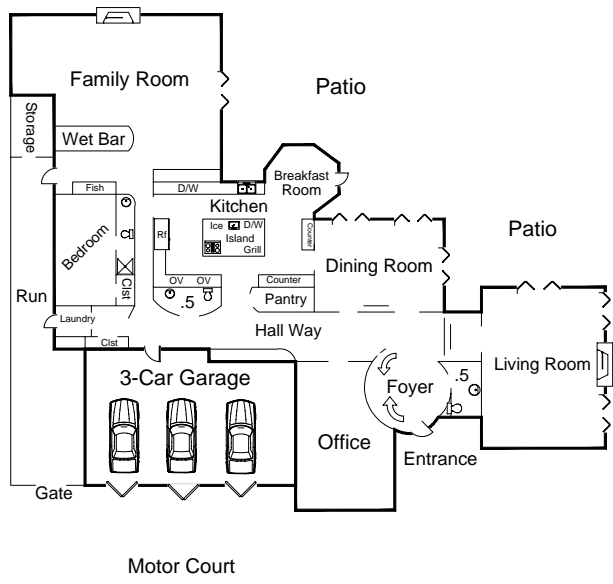 Family Room
Patio
Storage
Wet Bar
Fish
D/W
Breakfast
Room
Kitchen
Ice
D/W
Island
Grill
Rf
Counter
Bedroom
Clst
Patio
Dining Room
OV
OV
Counter
Pantry
.5
Run
Laundry
Clst
Hall Way
3-Car Garage
Foyer
.5
Living Room
Office
Entrance
Gate
Motor Court